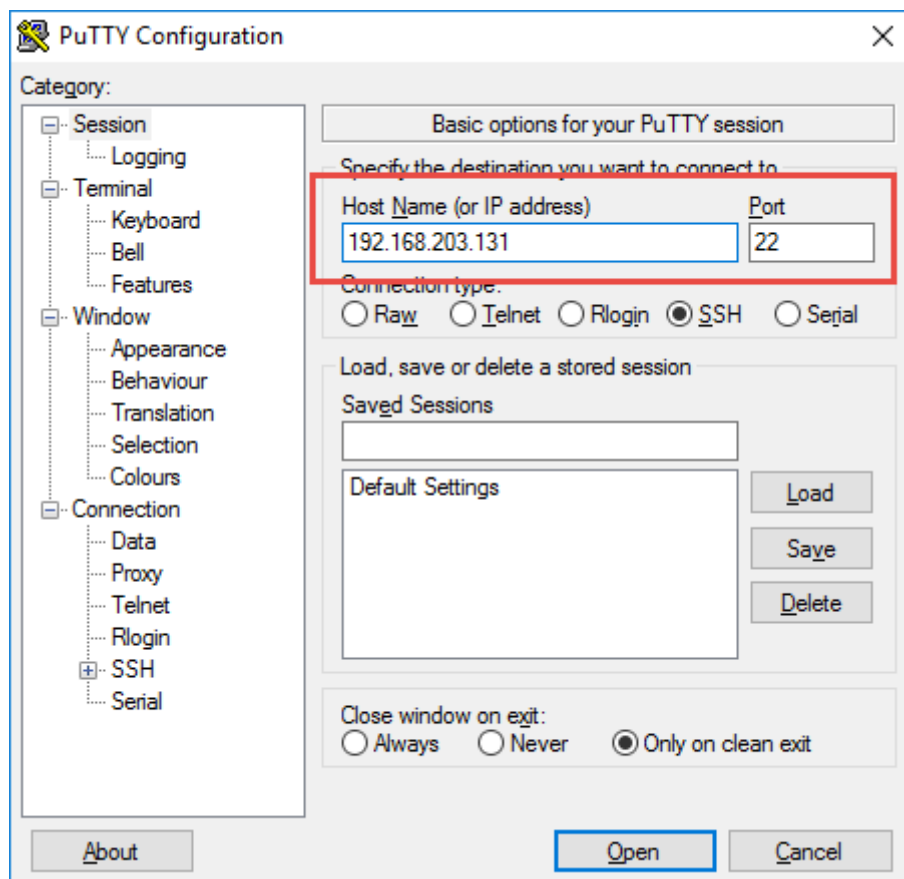 PuTTY Configuration
Category:
Session
Logging
Terminal
Keyboard
Bell
Features
Window
Appearance
Behaviour
Translation
Selection
Colours
Connection
Data
Proxy
Telnet
Rlogin
SSH
Serial
Basic options for your PuTTY session
Specify the destination you want to connect to
Host Name (or IP address) Port
192.168.203.131 22
Connection type:
Raw Telnet Rlogin SSH Serial
Load, save or delete a stored session
Saved Sessions
Default Settings
Load
Save
Delete
Close window on exit:
Always Never Only on clean exit
About Open Cancel